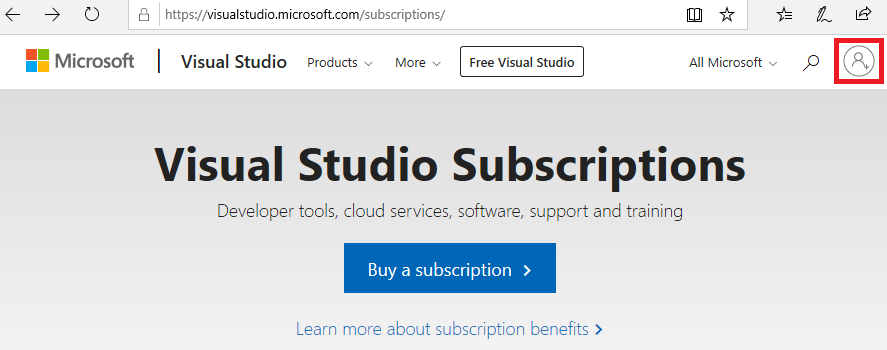 https://visualstudio.microsoft.com/subscriptions/
Microsoft Visual Studio Products More Free Visual Studio All Microsoft
Visual Studio Subscriptions
Developer tools, cloud services, software, support and training
Buy a subscription
Learn more about subscription benefits